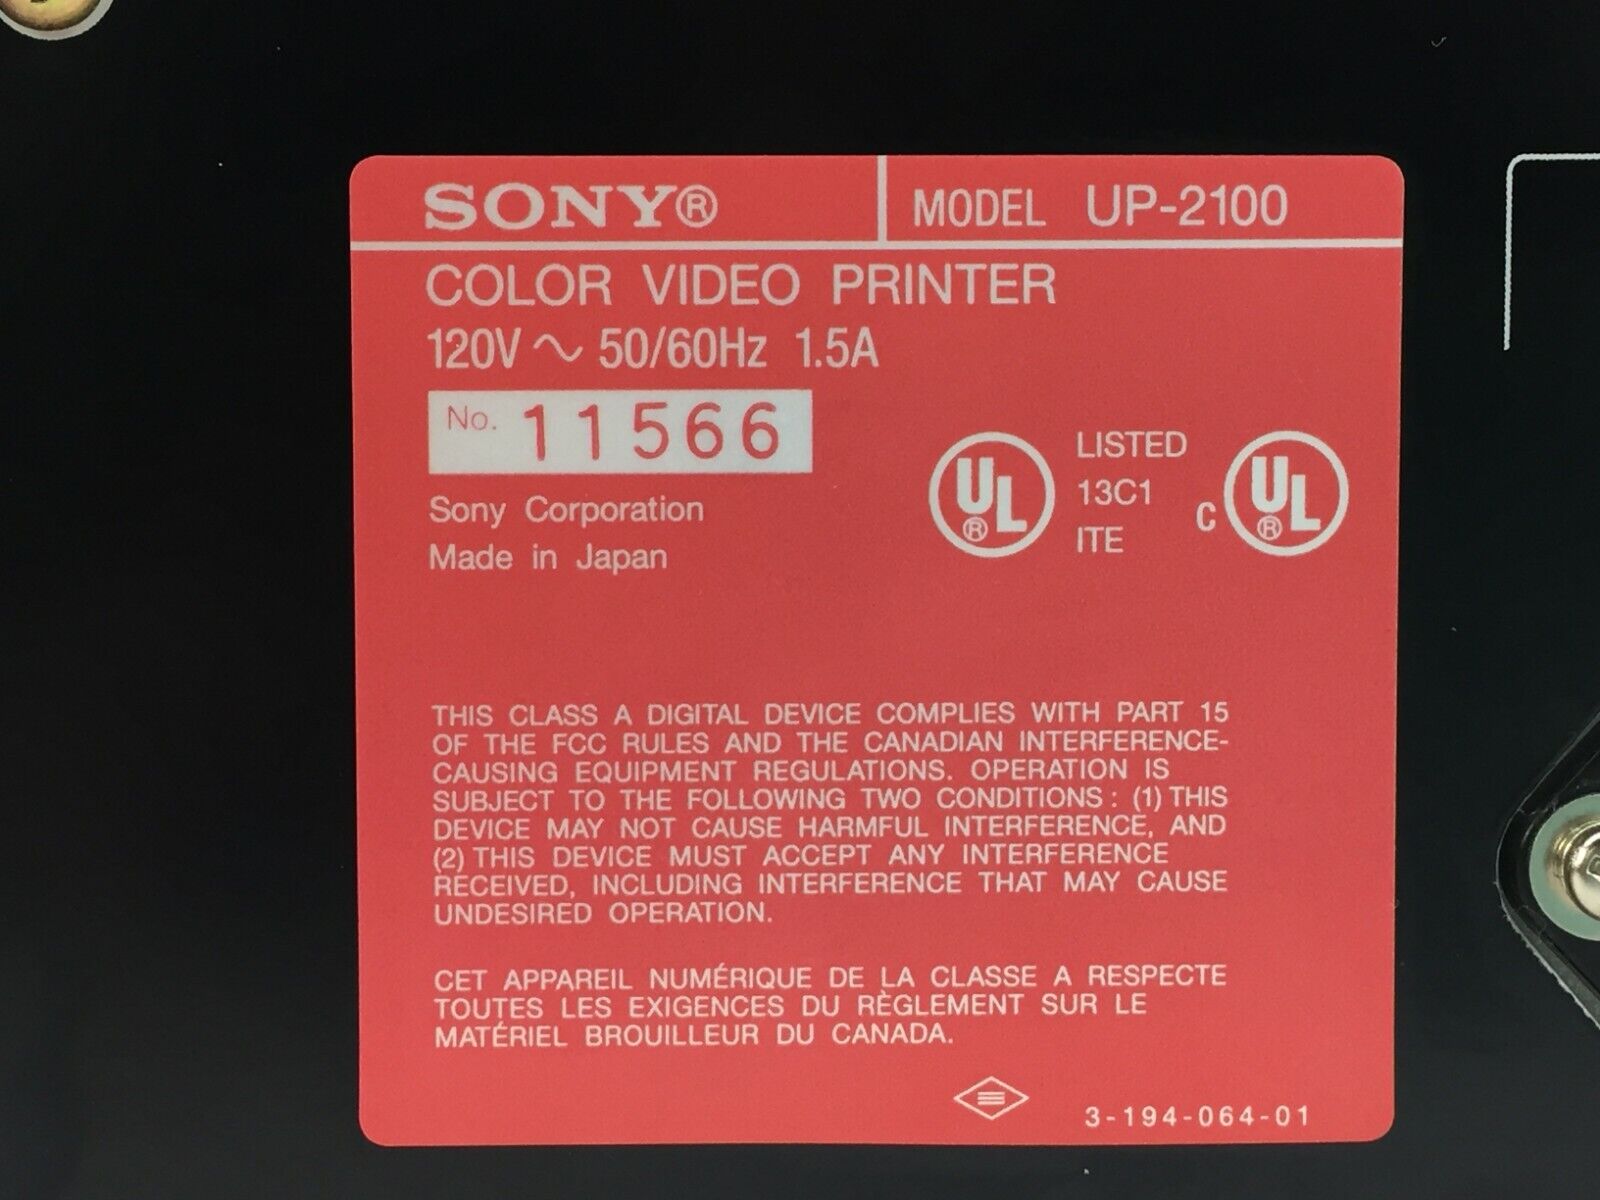 SONY® MODEL UP-2100
COLOR VIDEO PRINTER
120V ~ 50/60Hz 1.5A
No. 11566
Sony Corporation
Made in Japan
UL® LISTED 13C1 ITE C UL®
THIS CLASS A DIGITAL DEVICE COMPLIES WITH PART 15
OF THE FCC RULES AND THE CANADIAN INTERFERENCE-
CAUSING EQUIPMENT REGULATIONS. OPERATION IS
SUBJECT TO THE FOLLOWING TWO CONDITIONS : (1) THIS
DEVICE MAY NOT CAUSE HARMFUL INTERFERENCE, AND
(2) THIS DEVICE MUST ACCEPT ANY INTERFERENCE
RECEIVED, INCLUDING INTERFERENCE THAT MAY CAUSE
UNDESIRED OPERATION.
CET APPAREIL NUMÉRIQUE DE LA CLASSE A RESPECTE
TOUTES LES EXIGENCES DU RÈGLEMENT SUR LE
MATÉRIEL BROUILLEUR DU CANADA.
3-194-064-01